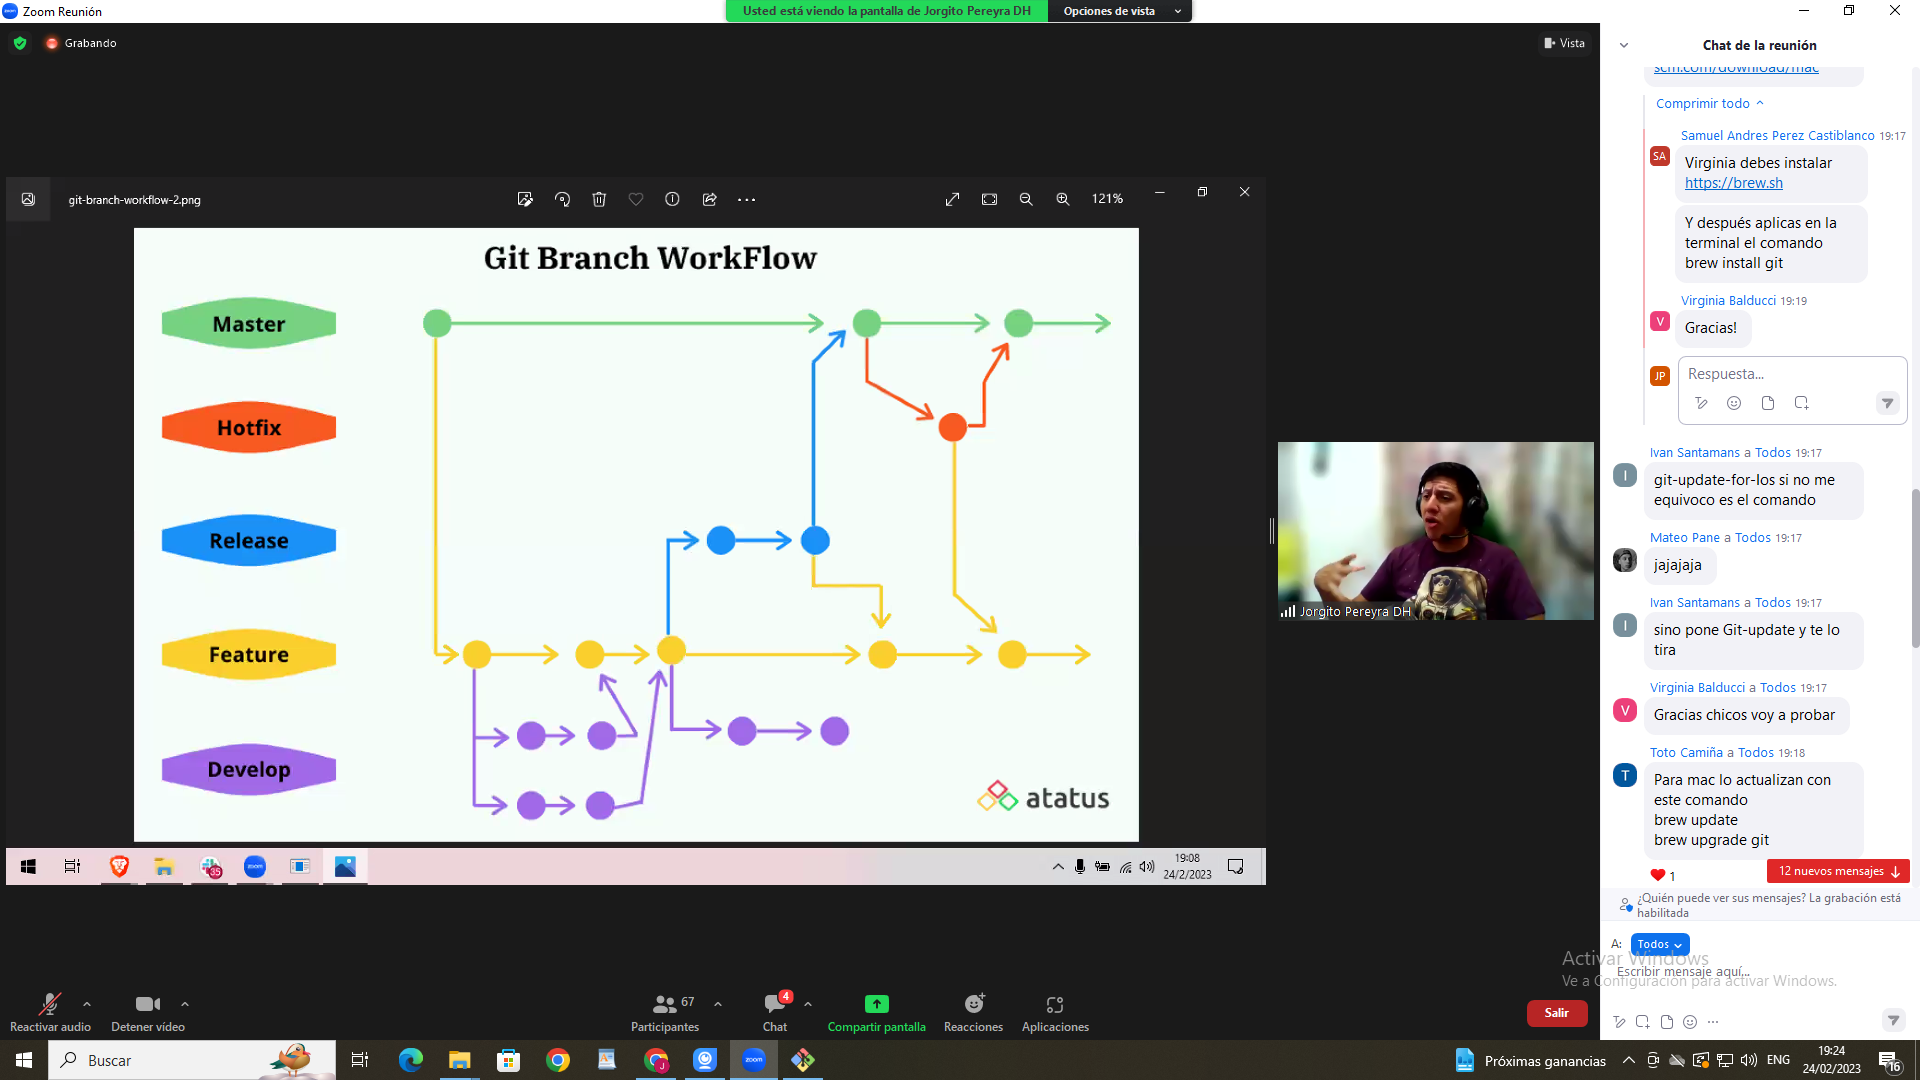 Zoom Reunión
Usted está viendo la pantalla de Jorgito Pereyra DH
Opciones de vista
Grabando
Vista
git-branch-workflow-2.png
121%
Git Branch WorkFlow
Master
Hotfix
Release
Feature
Develop
atatus
35
zoom
19:08
24/2/2023
Jorgito Pereyra DH
Chat de la reunión
scm.com/download/mac
Comprimir todo
Samuel Andres Perez Castiblanco 19:17
SA
Virginia debes instalar
https://brew.sh
Y después aplicas en la
terminal el comando
brew install git
Virginia Balducci 19:19
V
Gracias!
JP
Respuesta...
Ivan Santamans a Todos 19:17
I
git-update-for-los si no me
equivoco es el comando
Mateo Pane a Todos 19:17
jajajaja
Ivan Santamans a Todos 19:17
I
sino pone Git-update y te lo
tira
Virginia Balducci a Todos 19:17
V
Gracias chicos voy a probar
Toto Camiña a Todos 19:18
T
Para mac lo actualizan con
este comando
brew update
brew upgrade git
1
12 nuevos mensajes
¿Quién puede ver sus mensajes? La grabación está
habilitada
A: Todos
Activar Windows
Escribir mensaje aquí...
Ve a Configuración para activar Windows.
Reactivar audio
Detener vídeo
67
Participantes
4
Chat
Compartir pantalla
Reacciones
Aplicaciones
Salir
Buscar
J
zoom
Próximas ganancias
ENG
19:24
24/02/2023
16